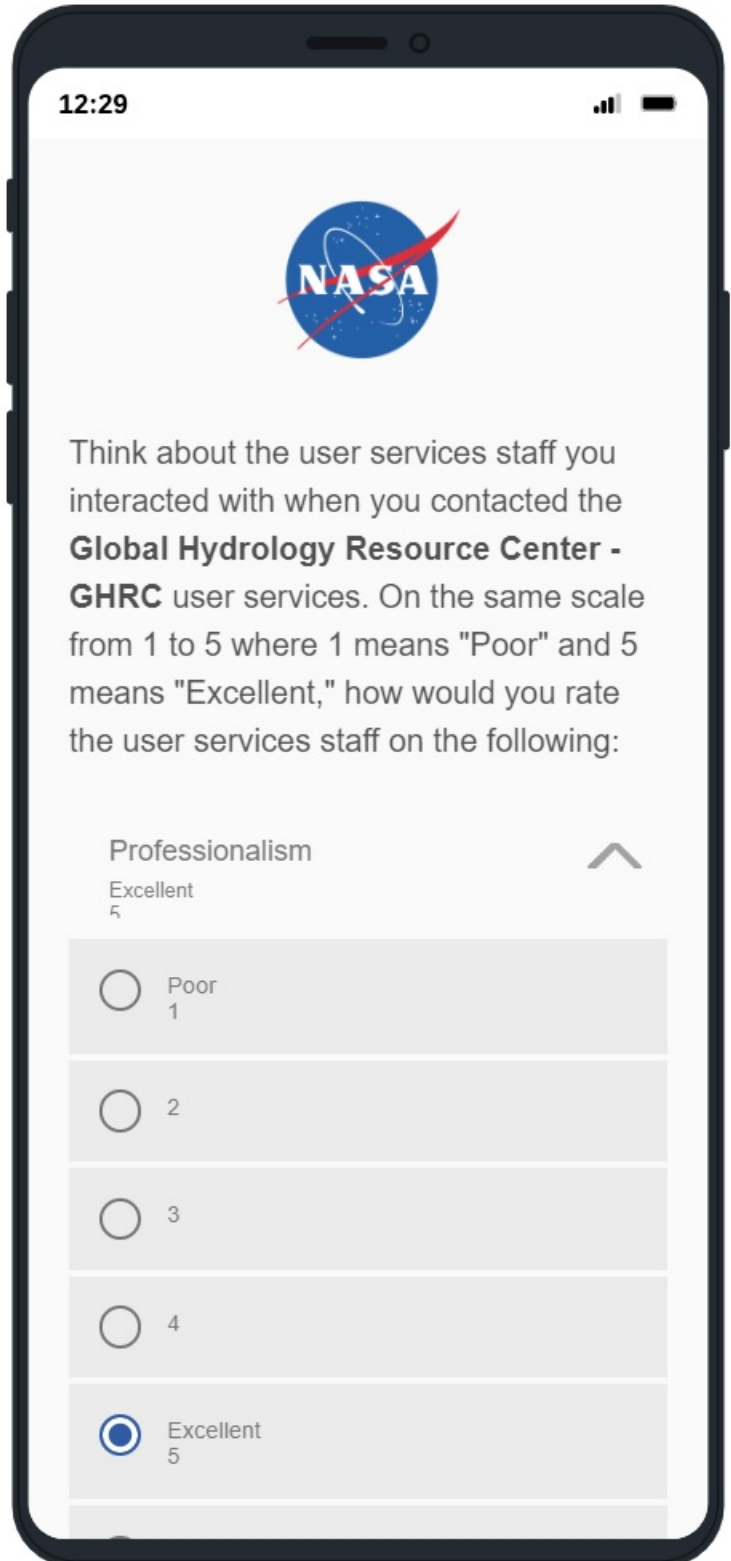 12:29
NASA
Think about the user services staff you
interacted with when you contacted the
Global Hydrology Resource Center -
GHRC user services. On the same scale
from 1 to 5 where 1 means "Poor" and 5
means "Excellent," how would you rate
the user services staff on the following:
Professionalism
Excellent
5
Poor
1
2
3
4
Excellent
5